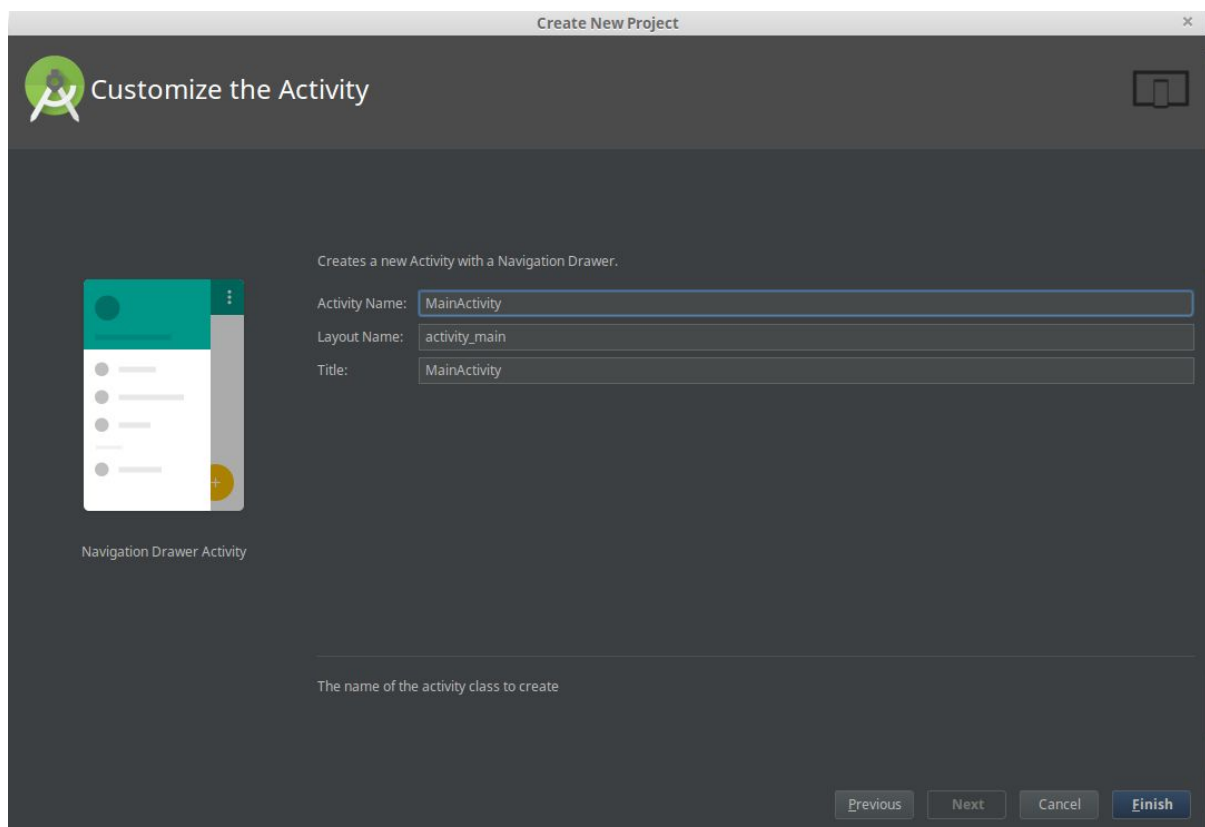 Create New Project
Customize the Activity
Creates a new Activity with a Navigation Drawer.
Activity Name: MainActivity
Layout Name: activity_main
Title: MainActivity
Navigation Drawer Activity
The name of the activity class to create
Previous Next Cancel Finish